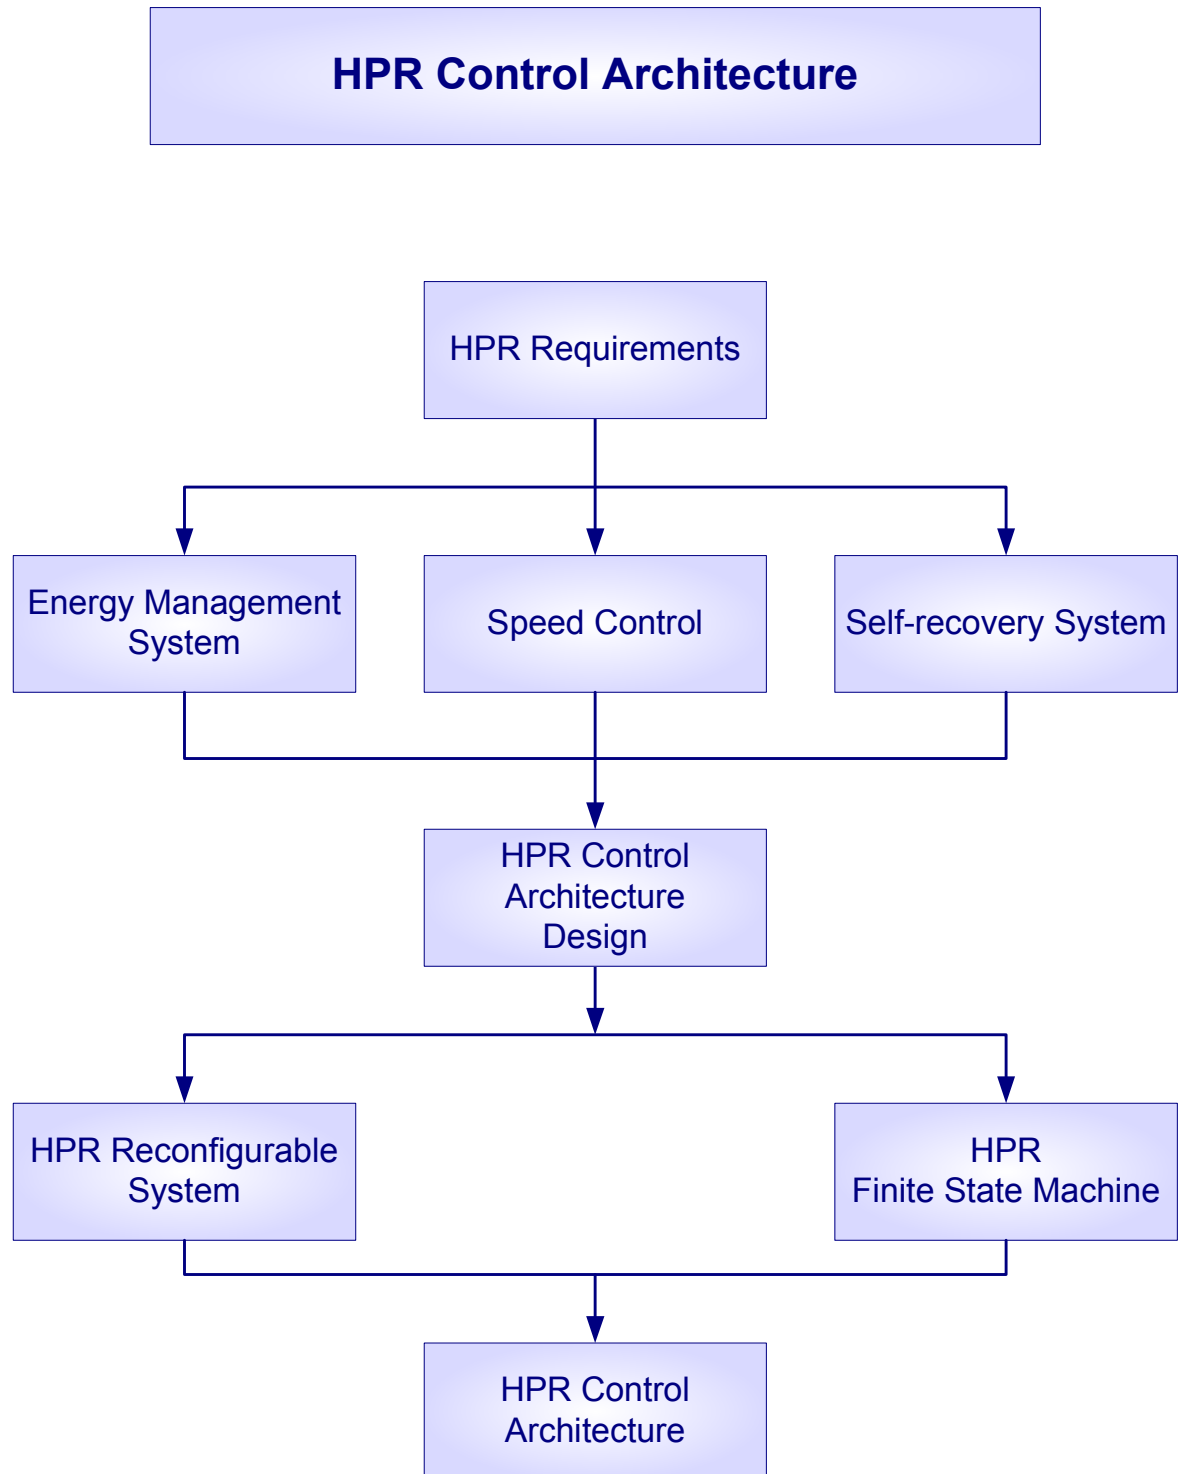 HPR Control Architecture
HPR Requirements
Energy Management
System
Speed Control
Self-recovery System
HPR Control
Architecture
Design
HPR Reconfigurable
System
HPR
Finite State Machine
HPR Control
Architecture